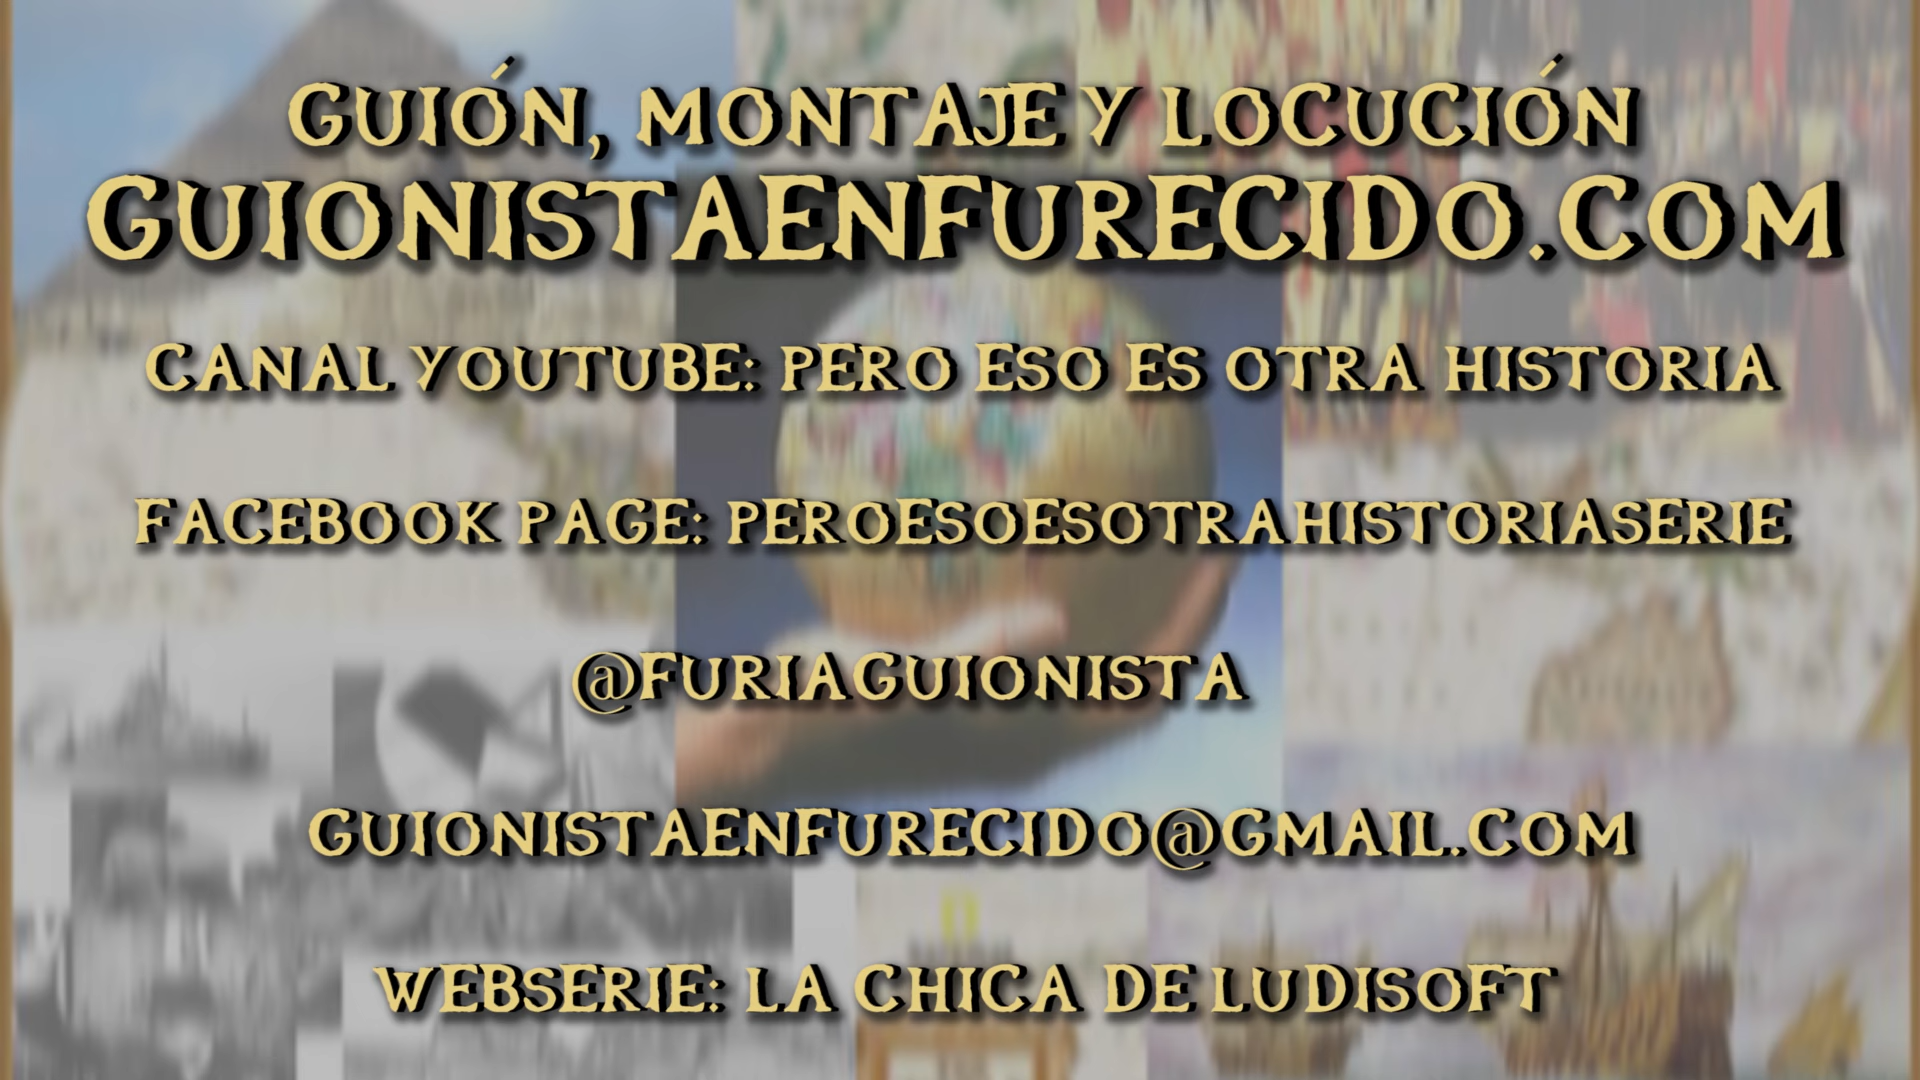 GUIÓN, MONTAJE Y LOCUCIÓN
GUIONISTAENFURECIDO.COM
CANAL YOUTUBE: PERO ESO ES OTRA HISTORIA
FACEBOOK PAGE: PEROESOESOTRAHISTORIASERIE
@FURIAGUIONISTA
GUIONISTAENFURECIDO@GMAIL.COM
WEBSERIE: LA CHICA DE LUDISOFT